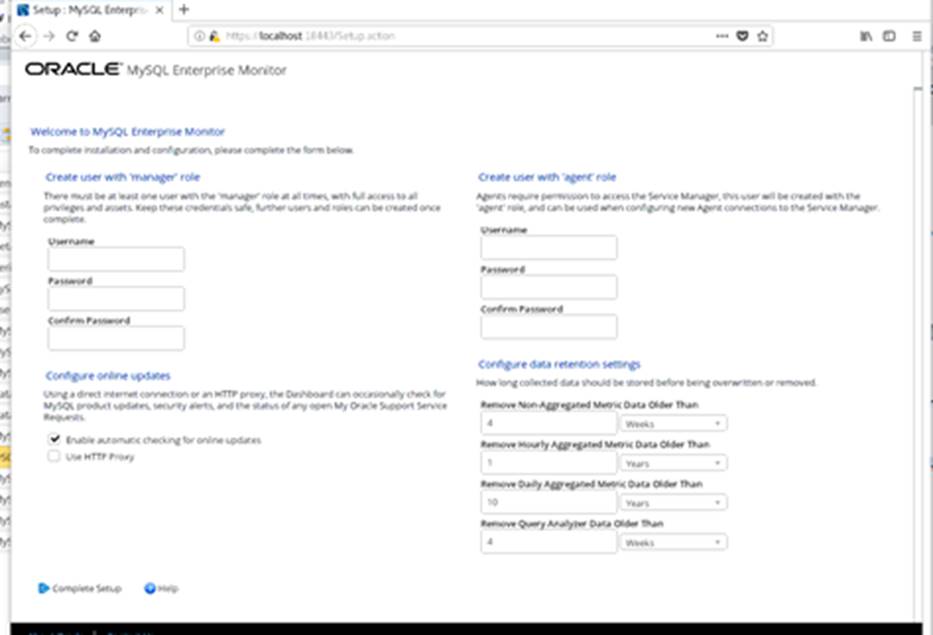 Setup : MySQL Enterpri
https://localhost:18443/Setup.action
ORACLE MySQL Enterprise Monitor
Welcome to MySQL Enterprise Monitor
To complete installation and configuration, please complete the form below.
Create user with 'manager' role
There must be at least one user with the 'manager' role at all times, with full access to all
privileges and assets. Keep these credentials safe, further users and roles can be created once
complete.
Username
Password
Confirm Password
Configure online updates
Using a direct internet connection or an HTTP proxy, the Dashboard can occasionally check for
MySQL product updates, security alerts, and the status of any open My Oracle Support Service
Requests.
Enable automatic checking for online updates
Use HTTP Proxy
Create user with 'agent' role
Agents require permission to access the Service Manager, this user will be created with the
'agent' role, and can be used when configuring new Agent connections to the Service Manager.
Username
Password
Confirm Password
Configure data retention settings
How long collected data should be stored before being overwritten or removed.
Remove Non-Aggregated Metric Data Older Than
4 Weeks
Remove Hourly Aggregated Metric Data Older Than
1 Years
Remove Daily Aggregated Metric Data Older Than
10 Years
Remove Query Analyzer Data Older Than
4 Weeks
Complete Setup Help